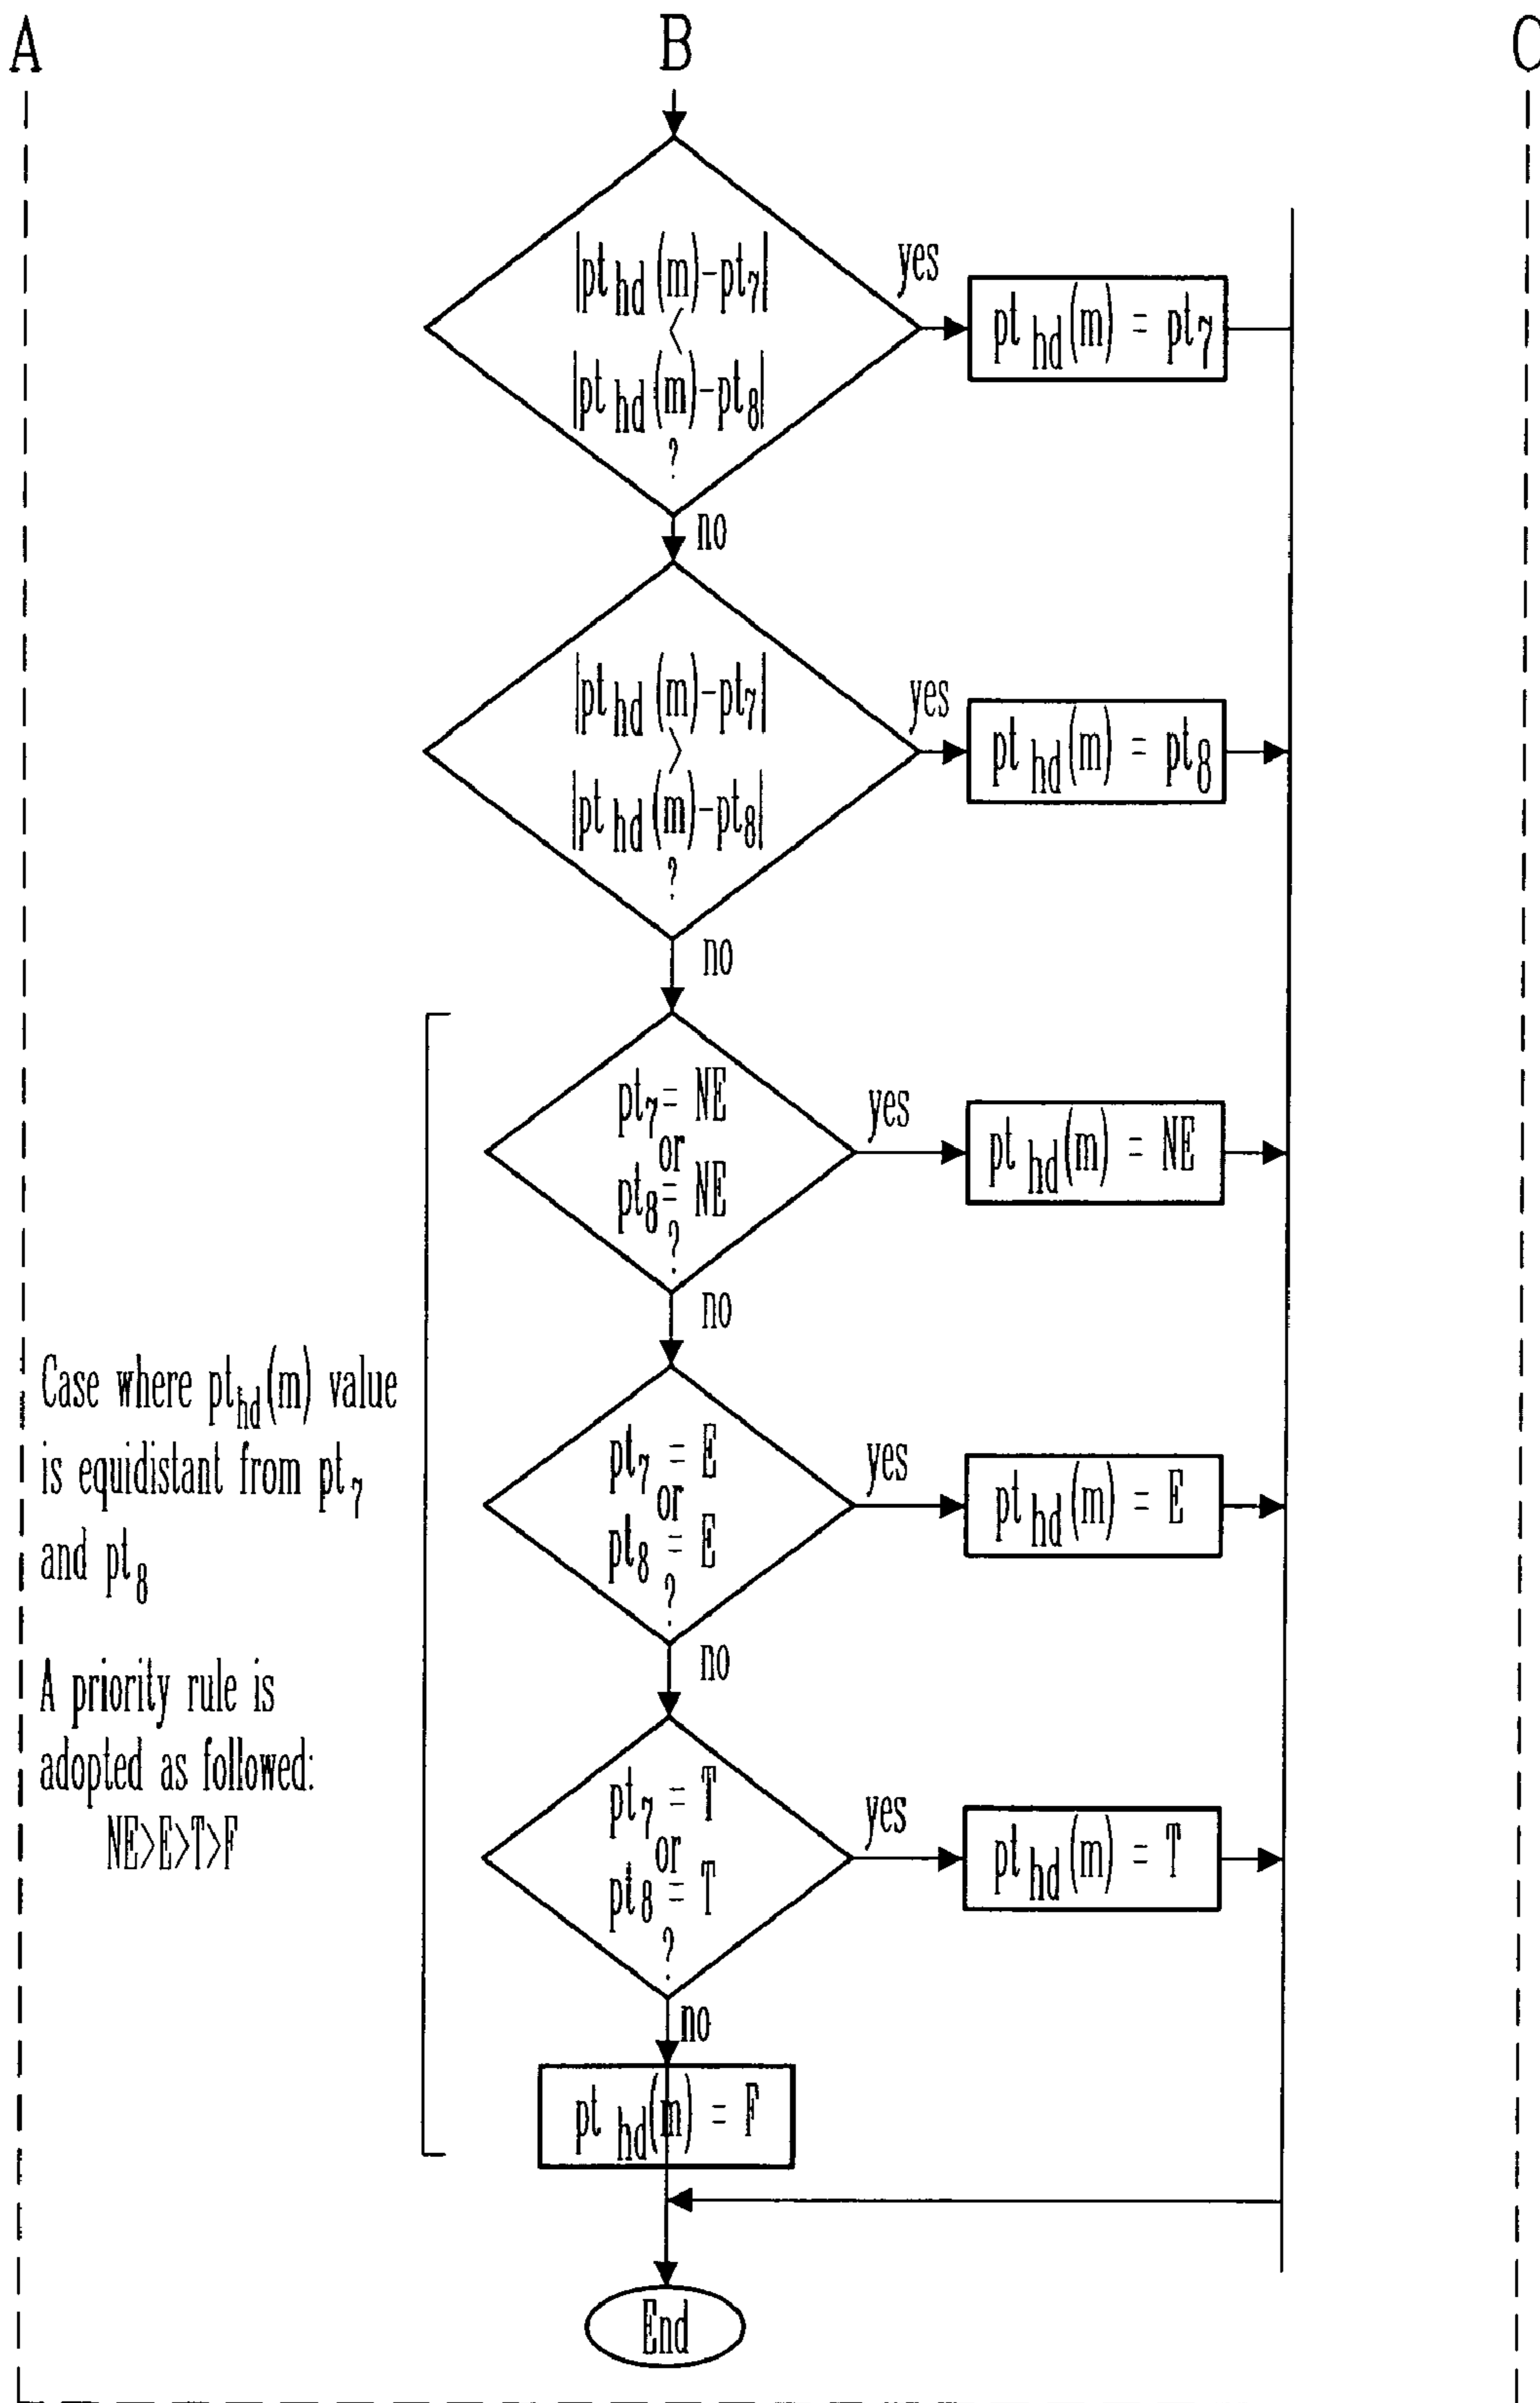 A B C
|pt hd (m)-pt7|
<
|pt hd (m)-pt8|
?
yes
pt hd (m) = pt7
no
|pt hd (m)-pt7|
>
|pt hd (m)-pt8|
?
yes
pt hd (m) = pt8
no
pt7 = NE
or
pt8 = NE
?
yes
pt hd (m) = NE
no
Case where pt hd (m) value
is equidistant from pt7
and pt8
pt7 = E
or
pt8 = E
?
yes
pt hd (m) = E
no
A priority rule is
adopted as followed:
NE>E>T>F
pt7 = T
or
pt8 = T
?
yes
pt hd (m) = T
no
pt hd (m) = F
End